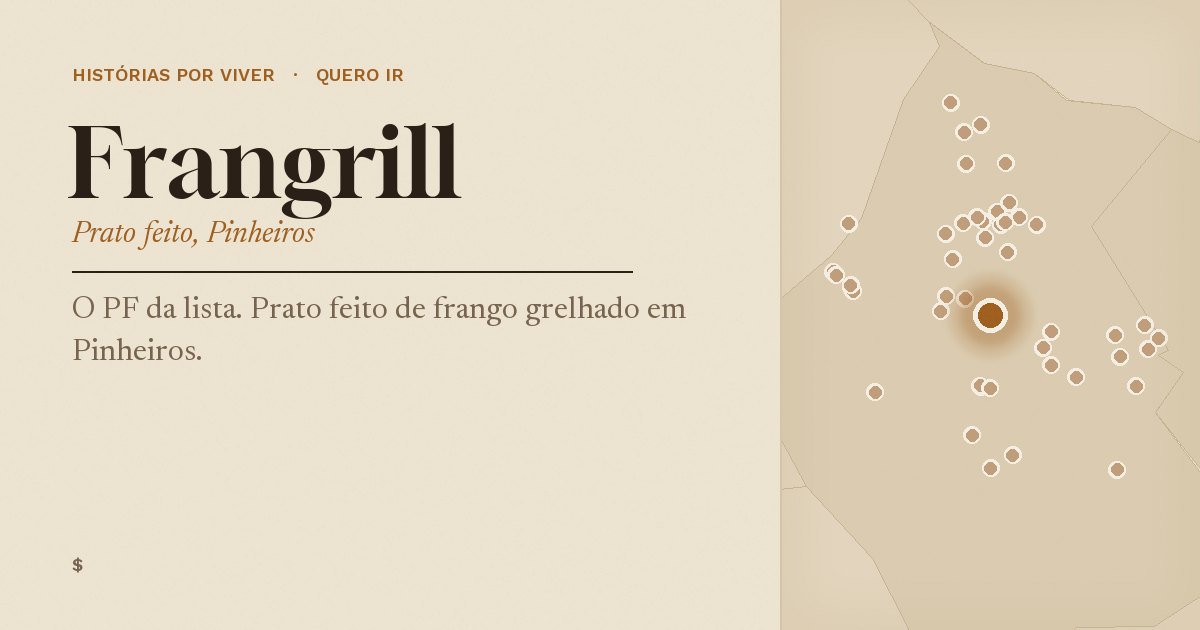 HISTÓRIAS POR VIVER · QUERO IR
Frangrill
Prato feito, Pinheiros
O PF da lista. Prato feito de frango grelhado em
Pinheiros.
$